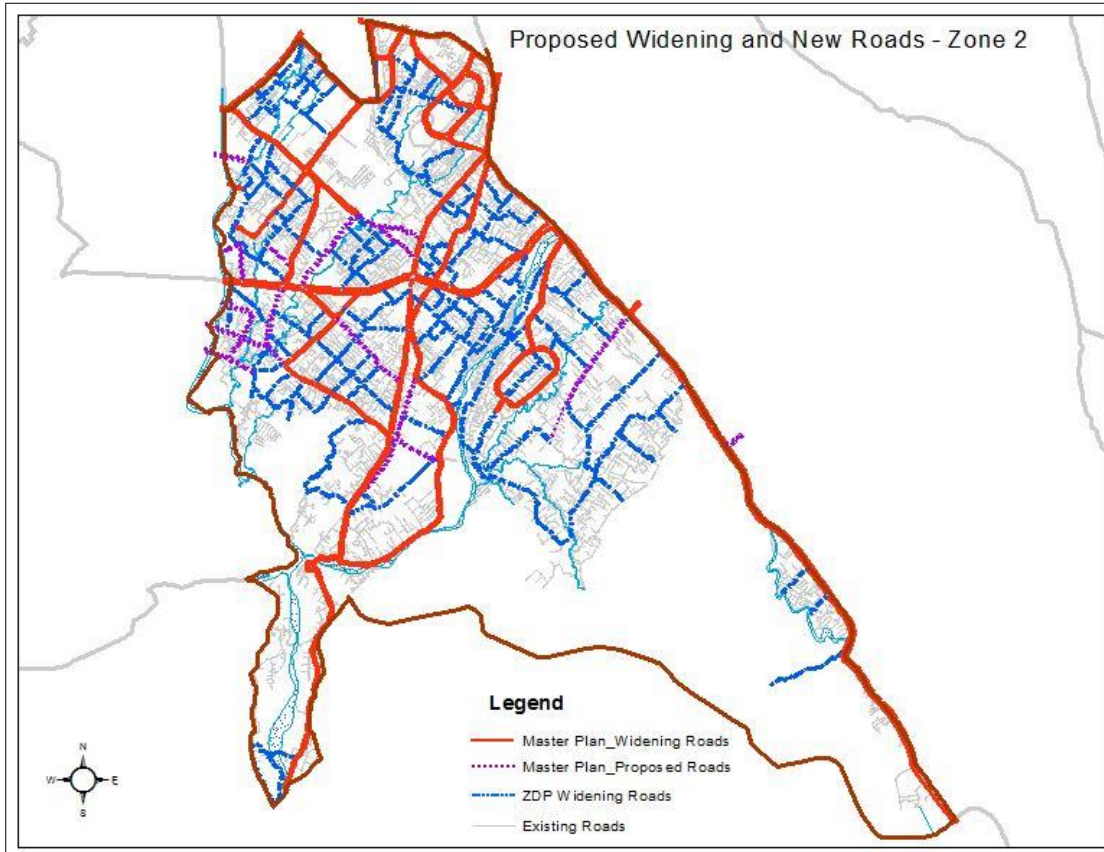 Proposed Widening and New Roads - Zone 2
Legend
Master Plan_Widening Roads
Master Plan_Proposed Roads
ZDP Widening Roads
Existing Roads
N
W E
S